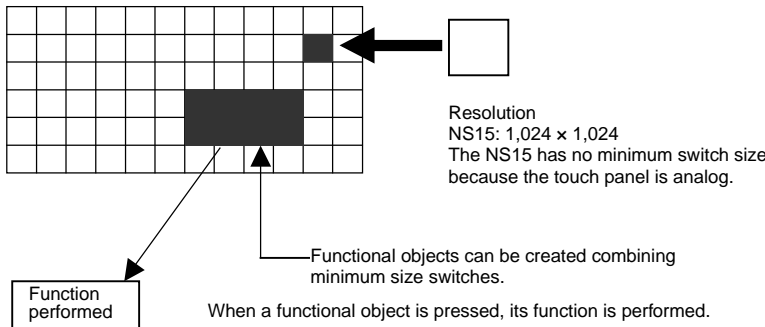 Resolution
NS15: 1,024 × 1,024
The NS15 has no minimum switch size
because the touch panel is analog.
Functional objects can be created combining
minimum size switches.
Function
performed
When a functional object is pressed, its function is performed.